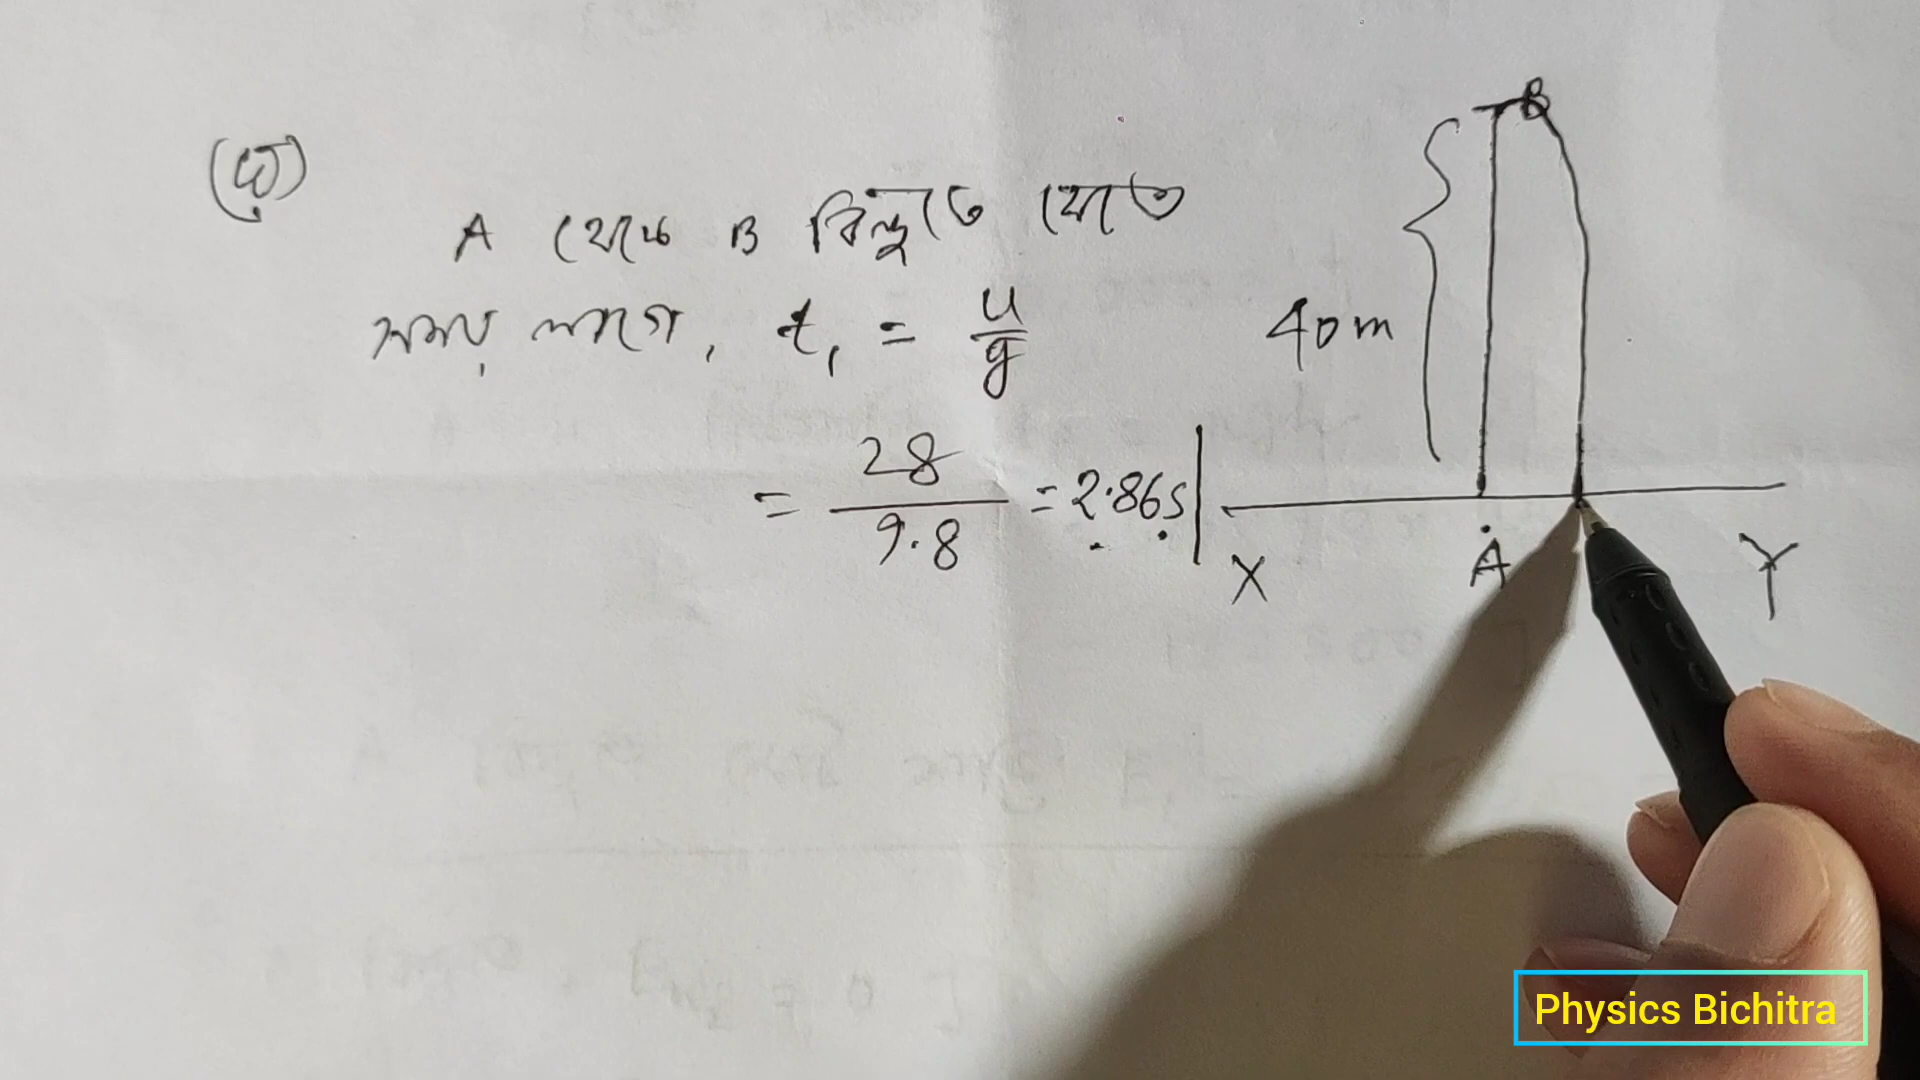 (ঘ)
A থেকে B বিন্দুতে যেতে
সময় লাগে, t₁ = u/g
= 28/9.8 = 2.86s
B
40m
X A Y
Physics Bichitra